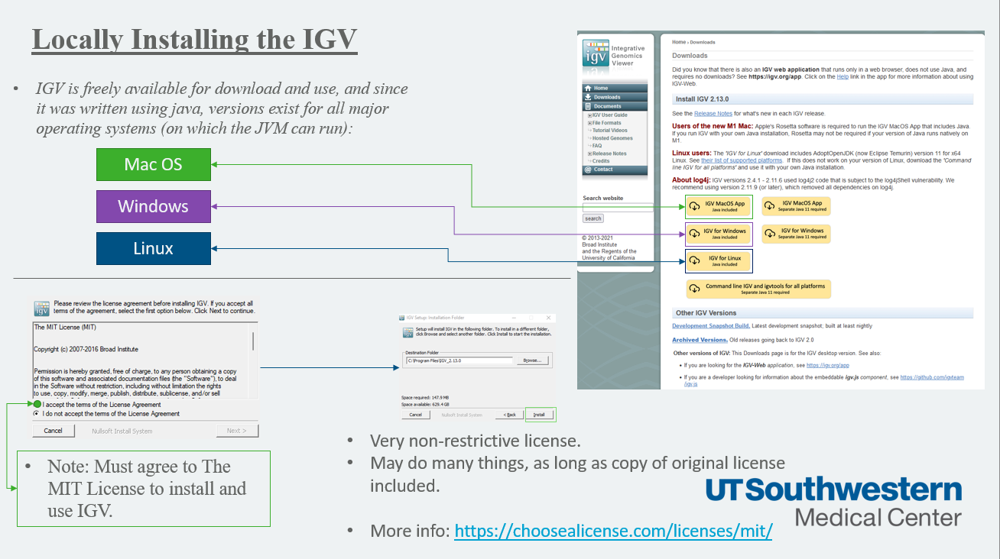 Locally Installing the IGV
• IGV is freely available for download and use, and since
it was written using java, versions exist for all major
operating systems (on which the JVM can run):
Mac OS
Windows
Linux
igv
Integrative
Genomics
Viewer
Home
Downloads
Documents
IGV User Guide
File Formats
Tutorial Videos
Hosted Genomes
FAQ
Release Notes
Credits
Contact
Search website
search
© 2013-2021
Broad Institute
and the Regents of the
University of California
Home › Downloads
Downloads
Did you know that there is also an IGV web application that runs only in a web browser, does not use Java, and
requires no downloads? See https://igv.org/app. Click on the Help link in the app for more information about using
IGV-Web.
Install IGV 2.13.0
See the Release Notes for what's new in each IGV release.
Users of the new M1 Mac: Apple's Rosetta software is required to run the IGV MacOS App that includes Java.
If you run IGV with your own Java installation, Rosetta may not be required if your version of Java runs natively on
M1.
Linux users: The 'IGV for Linux' download includes AdoptOpenJDK (now Eclipse Temurin) version 11 for x64
Linux. See their list of supported platforms. If this does not work on your version of Linux, download the 'Command
line IGV for all platforms' and use it with your own Java installation.
About log4j: IGV versions 2.4.1 - 2.11.6 used log4j2 code that is subject to the log4jShell vulnerability. We
recommend using version 2.11.9 (or later), which removed all dependencies on log4j.
IGV MacOS App
Java included
IGV MacOS App
Separate Java 11 required
IGV for Windows
Java included
IGV for Windows
Separate Java 11 required
IGV for Linux
Java included
Command line IGV and igvtools for all platforms
Separate Java 11 required
Other IGV Versions
Development Snapshot Build. Latest development snapshot; built at least nightly
Archived Versions. Old releases going back to IGV 2.0
Other versions of IGV: This Downloads page is for the IGV desktop version. See also:
• If you are looking for the IGV-Web application, see https://igv.org/app
• If you are a developer looking for information about the embeddable igv.js component, see https://github.com/igvteam
/igv.js
igv
Please review the license agreement before installing IGV. If you accept all
terms of the agreement, select the first option below. Click Next to continue.
The MIT License (MIT)
Copyright (c) 2007-2016 Broad Institute
Permission is hereby granted, free of charge, to any person obtaining a copy
of this software and associated documentation files (the "Software"), to deal
in the Software without restriction, including without limitation the rights
to use, copy, modify, merge, publish, distribute, sublicense, and/or sell
I accept the terms of the License Agreement
I do not accept the terms of the License Agreement
Cancel
Nullsoft Install System
Next >
IGV Setup: Installation Folder
igv
Setup will install IGV in the following folder. To install in a different folder,
click Browse and select another folder. Click Install to start the installation.
Destination Folder
C:\Program Files\IGV_2.13.0
Browse...
Space required: 147.9 MB
Space available: 629.4 GB
Cancel
Nullsoft Install System
< Back
Install
• Note: Must agree to The
MIT License to install and
use IGV.
• Very non-restrictive license.
• May do many things, as long as copy of original license
included.
• More info: https://choosealicense.com/licenses/mit/
UTSouthwestern
Medical Center